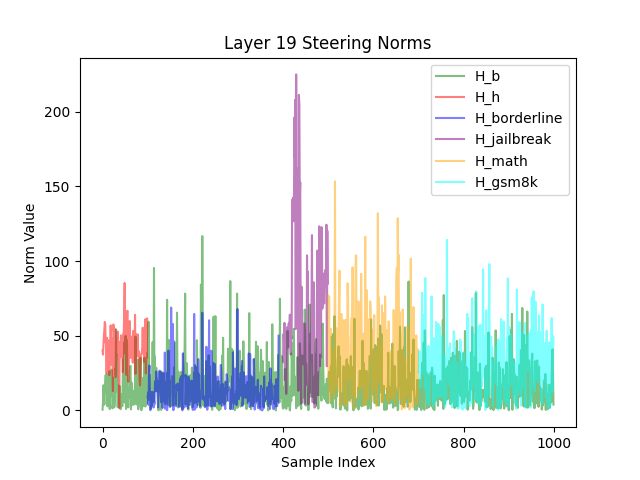 Layer 19 Steering Norms
H_b
H_h
H_borderline
H_jailbreak
H_math
H_gsm8k
Norm Value
200
150
100
50
0
0 200 400 600 800 1000
Sample Index